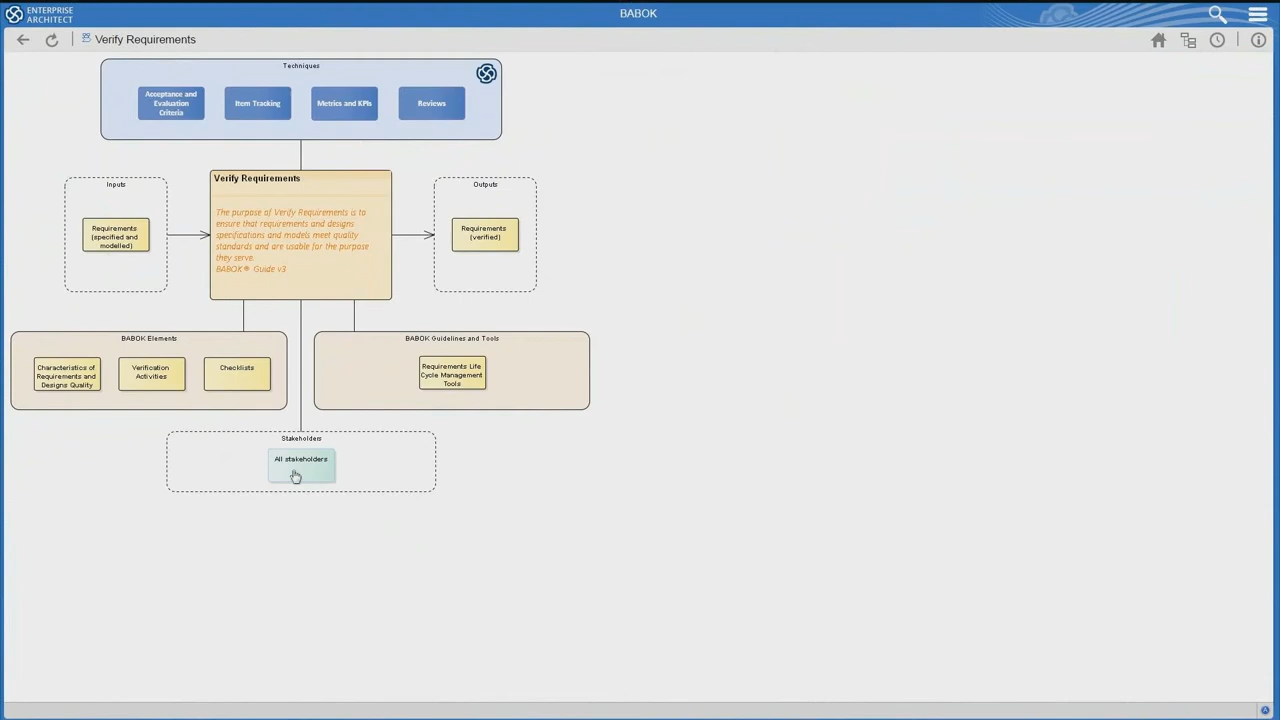 ENTERPRISE
ARCHITECT
BABOK
Verify Requirements
Techniques
Acceptance and
Evaluation
Criteria
Item Tracking
Metrics and KPIs
Reviews
Inputs
Requirements
(specified and
modelled)
Verify Requirements
The purpose of Verify Requirements is to
ensure that requirements and designs
specifications and models meet quality
standards and are usable for the purpose
they serve.
BABOK® Guide v3
Outputs
Requirements
(verified)
BABOK Elements
Characteristics of
Requirements and
Designs Quality
Verification
Activities
Checklists
BABOK Guidelines and Tools
Requirements Life
Cycle Management
Tools
Stakeholders
All stakeholders